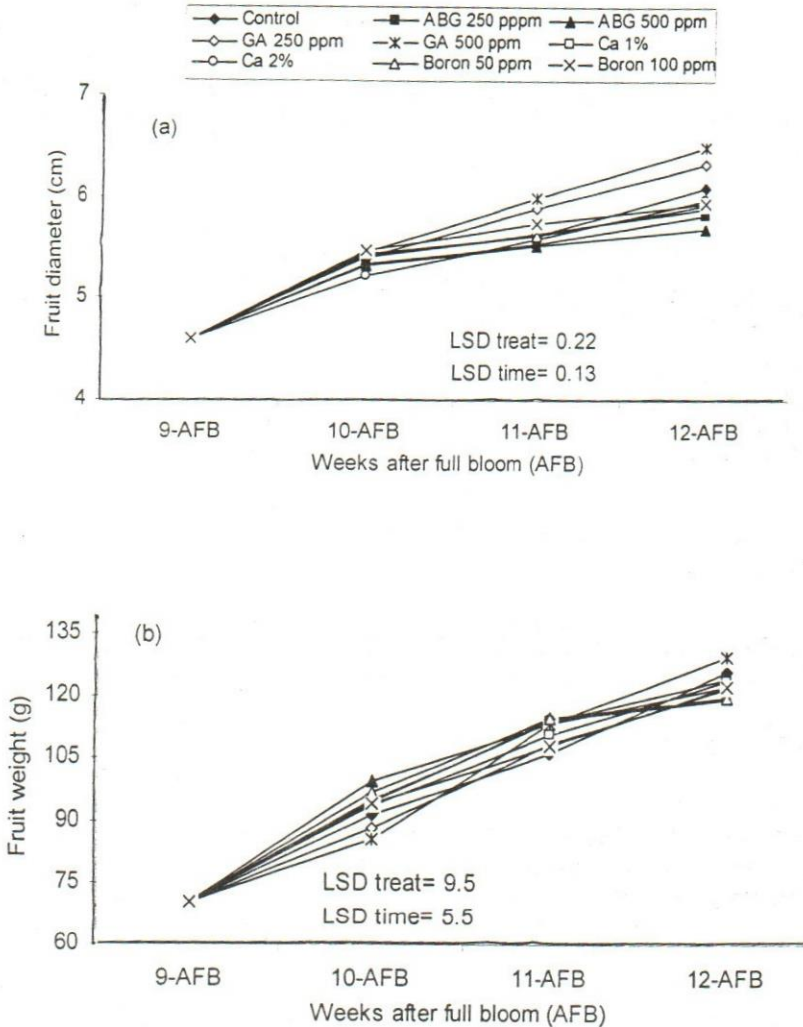 Control ABG 250 pppm ABG 500 ppm
GA 250 ppm GA 500 ppm Ca 1%
Ca 2% Boron 50 ppm Boron 100 ppm
7
(a)
6
5
4
Fruit diameter (cm)
LSD treat= 0.22
LSD time= 0.13
9-AFB 10-AFB 11-AFB 12-AFB
Weeks after full bloom (AFB)
135
(b)
120
105
90
75
60
Fruit weight (g)
LSD treat= 9.5
LSD time= 5.5
9-AFB 10-AFB 11-AFB 12-AFB
Weeks after full bloom (AFB)